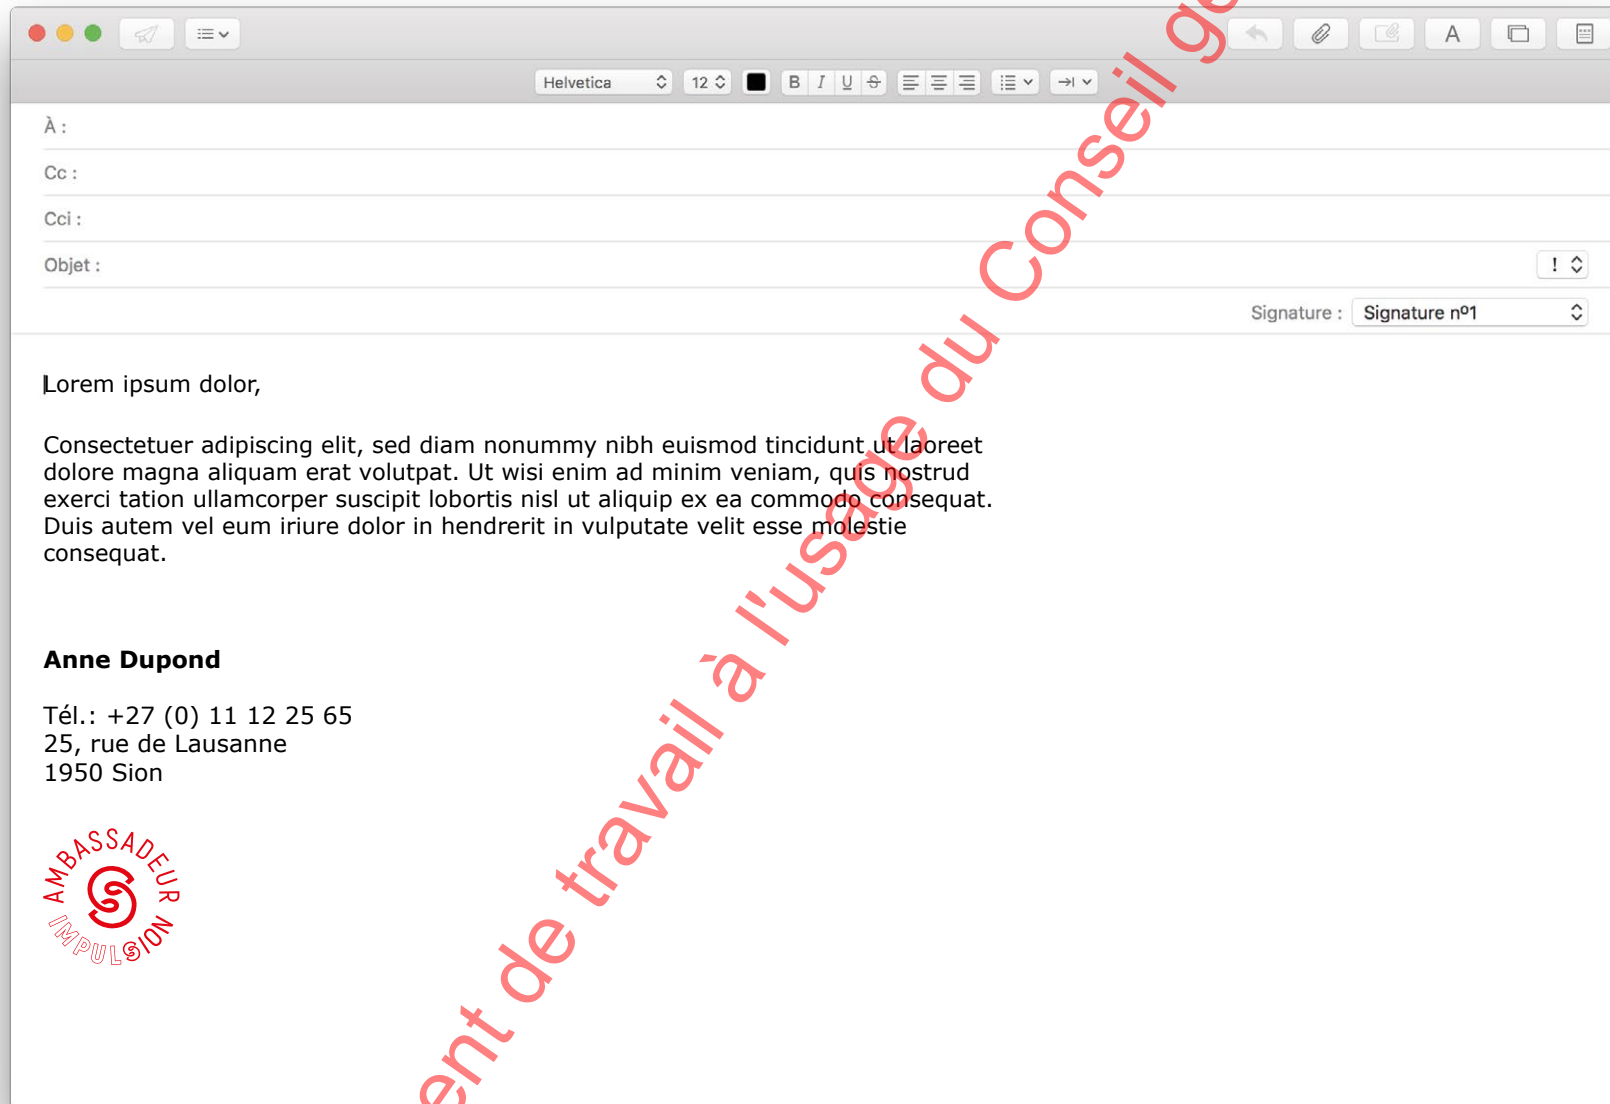 Helvetica 12 B I U S
À :
Cc :
Cci :
Objet : !
Signature : Signature nº1
Lorem ipsum dolor,
Consectetuer adipiscing elit, sed diam nonummy nibh euismod tincidunt ut laoreet
dolore magna aliquam erat volutpat. Ut wisi enim ad minim veniam, quis nostrud
exerci tation ullamcorper suscipit lobortis nisl ut aliquip ex ea commodo consequat.
Duis autem vel eum iriure dolor in hendrerit in vulputate velit esse molestie
consequat.
Anne Dupond
Tél.: +27 (0) 11 12 25 65
25, rue de Lausanne
1950 Sion
AMBASSADEUR
IMPULSION
de travail à l'usage du Conseil